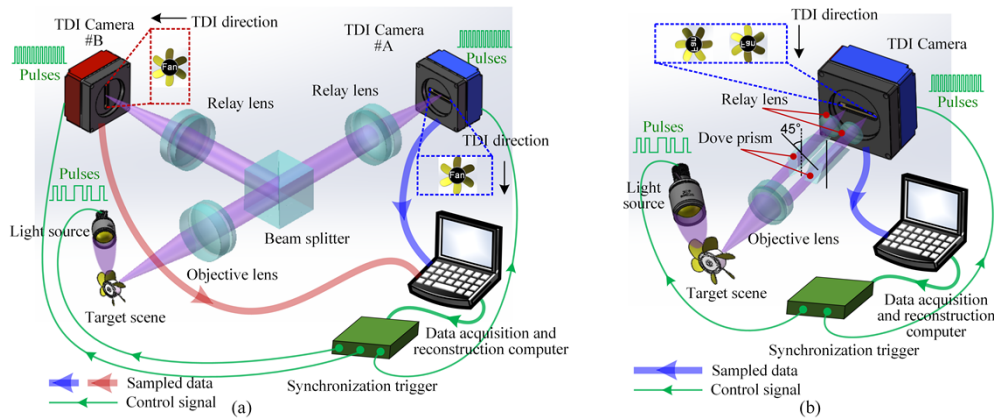 TDI Camera
#B
TDI direction
Fan
Pulses
Relay lens
Relay lens
TDI Camera
#A
Pulses
TDI direction
Fan
Pulses
Light source
Target scene
Objective lens
Beam splitter
Data acquisition and
reconstruction computer
Synchronization trigger
Sampled data
Control signal
(a)
TDI direction
Fan
Fan
TDI Camera
Pulses
Relay lens
Dove prism
45°
Pulses
Light
source
Objective lens
Target scene
Data acquisition
and reconstruction
computer
Synchronization trigger
Sampled data
Control signal
(b)